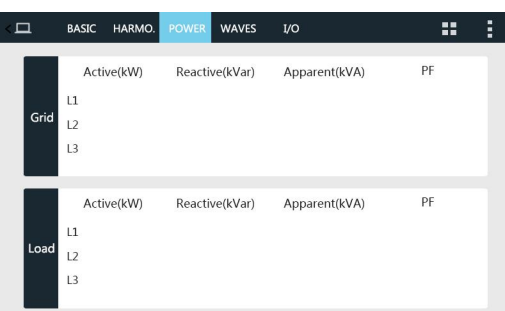 BASIC HARMO. POWER WAVES I/O
Active(kW) Reactive(kVar) Apparent(kVA) PF
L1
Grid
L2
L3
Active(kW) Reactive(kVar) Apparent(kVA) PF
L1
Load
L2
L3